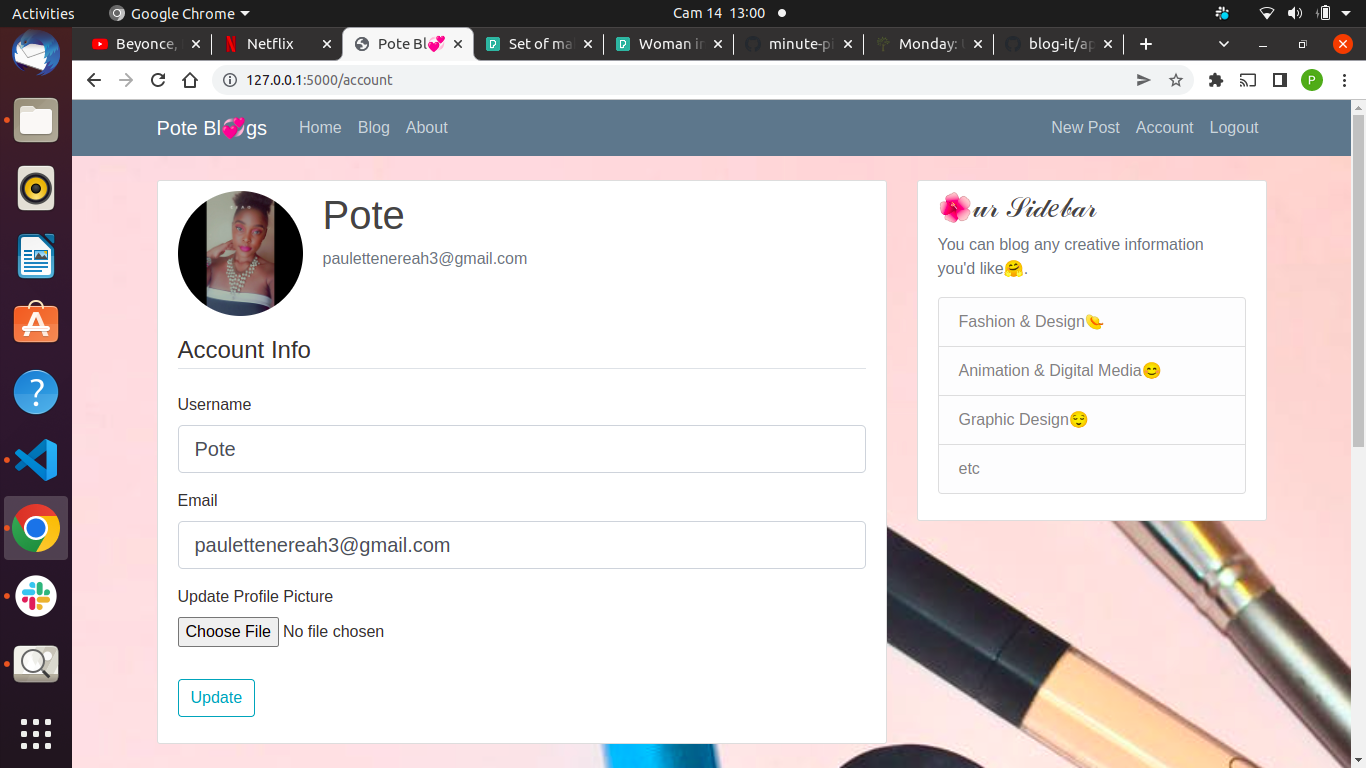 Activities
Google Chrome
Cam 14 13:00
Beyonce,
Netflix
Pote Bl💞
Set of ma
Woman in
minute-pi
Monday:
blog-it/ap
127.0.0.1:5000/account
P
Pote Bl💞gs
Home
Blog
About
New Post
Account
Logout
Pote
paulettenereah3@gmail.com
Account Info
Username
Pote
Email
paulettenereah3@gmail.com
Update Profile Picture
Choose File No file chosen
Update
🌺ur Sidebar
You can blog any creative information
you'd like🤗.
Fashion & Design👡
Animation & Digital Media😊
Graphic Design😌
etc